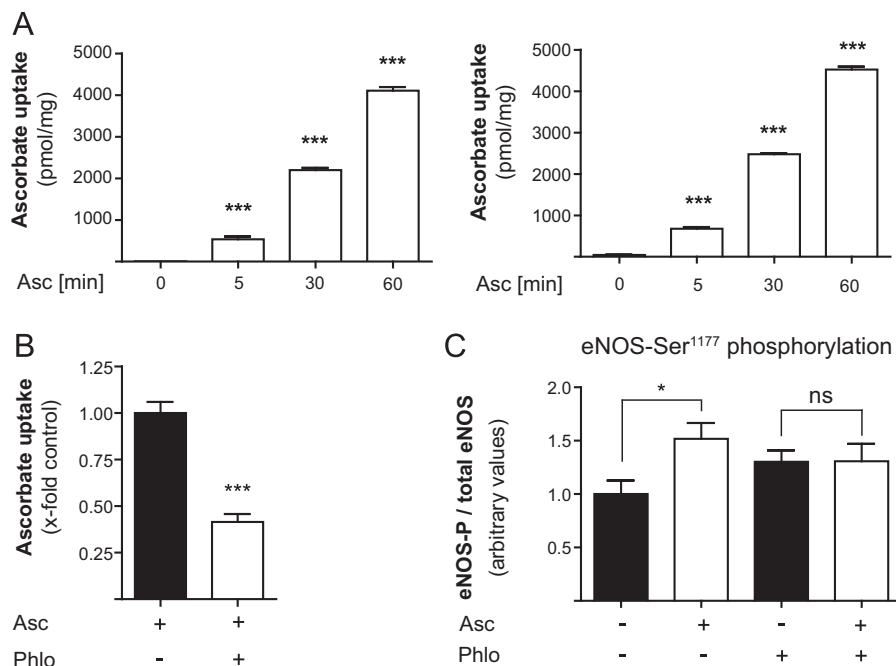 A
Ascorbate uptake
(pmol/mg)
5000
4000
3000
2000
1000
***
***
***
Asc [min]
0 5 30 60
Ascorbate uptake
(pmol/mg)
5000
4000
3000
2000
1000
***
***
***
Asc [min]
0 5 30 60
B
Ascorbate uptake
(x-fold control)
1.25
1.00
0.75
0.50
0.25
***
Asc + +
Phlo - +
C
eNOS-Ser¹¹⁷⁷ phosphorylation
eNOS-P / total eNOS
(arbitrary values)
2.0
1.5
1.0
0.5
*
ns
Asc - + - +
Phlo - - + +